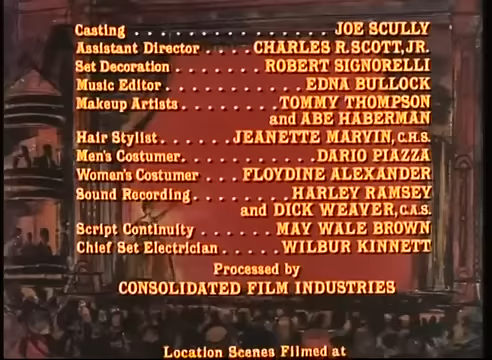 Casting . . . . . . . . . . . . . . . . JOE SCULLY
Assistant Director . . . . CHARLES R. SCOTT, JR.
Set Decoration . . . . . . . ROBERT SIGNORELLI
Music Editor . . . . . . . . . . . . EDNA BULLOCK
Makeup Artists . . . . . . . . TOMMY THOMPSON
and ABE HABERMAN
Hair Stylist . . . . . . JEANETTE MARVIN, C.H.S.
Men's Costumer. . . . . . . . . . . DARIO PIAZZA
Women's Costumer . . . FLOYDINE ALEXANDER
Sound Recording . . . . . . . . HARLEY RAMSEY
and DICK WEAVER, C.A.S.
Script Continuity . . . . . . MAY WALE BROWN
Chief Set Electrician . . . . . WILBUR KINNETT
Processed by
CONSOLIDATED FILM INDUSTRIES
Location Scenes Filmed at